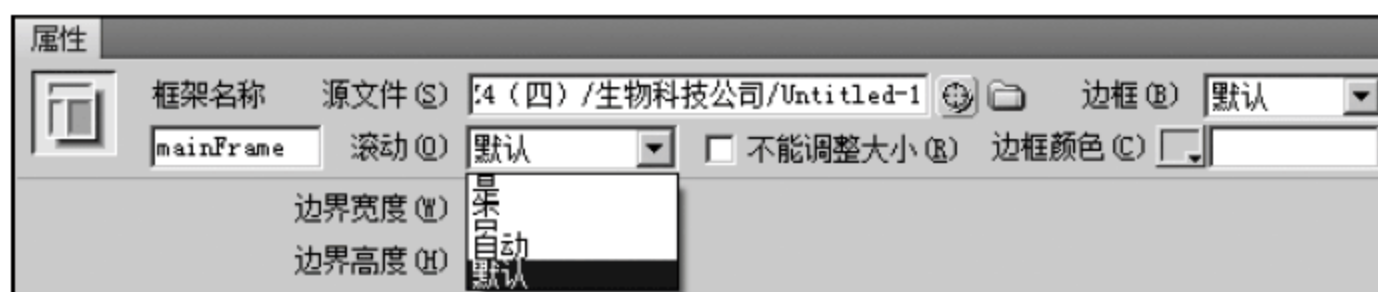 属性
框架名称 源文件(S) :4（四）/生物科技公司/Untitled-1 边框(B) 默认
mainFrame 滚动(O) 默认 不能调整大小(R) 边框颜色(C)
边界宽度(W) 是
自动
边界高度(H) 默认